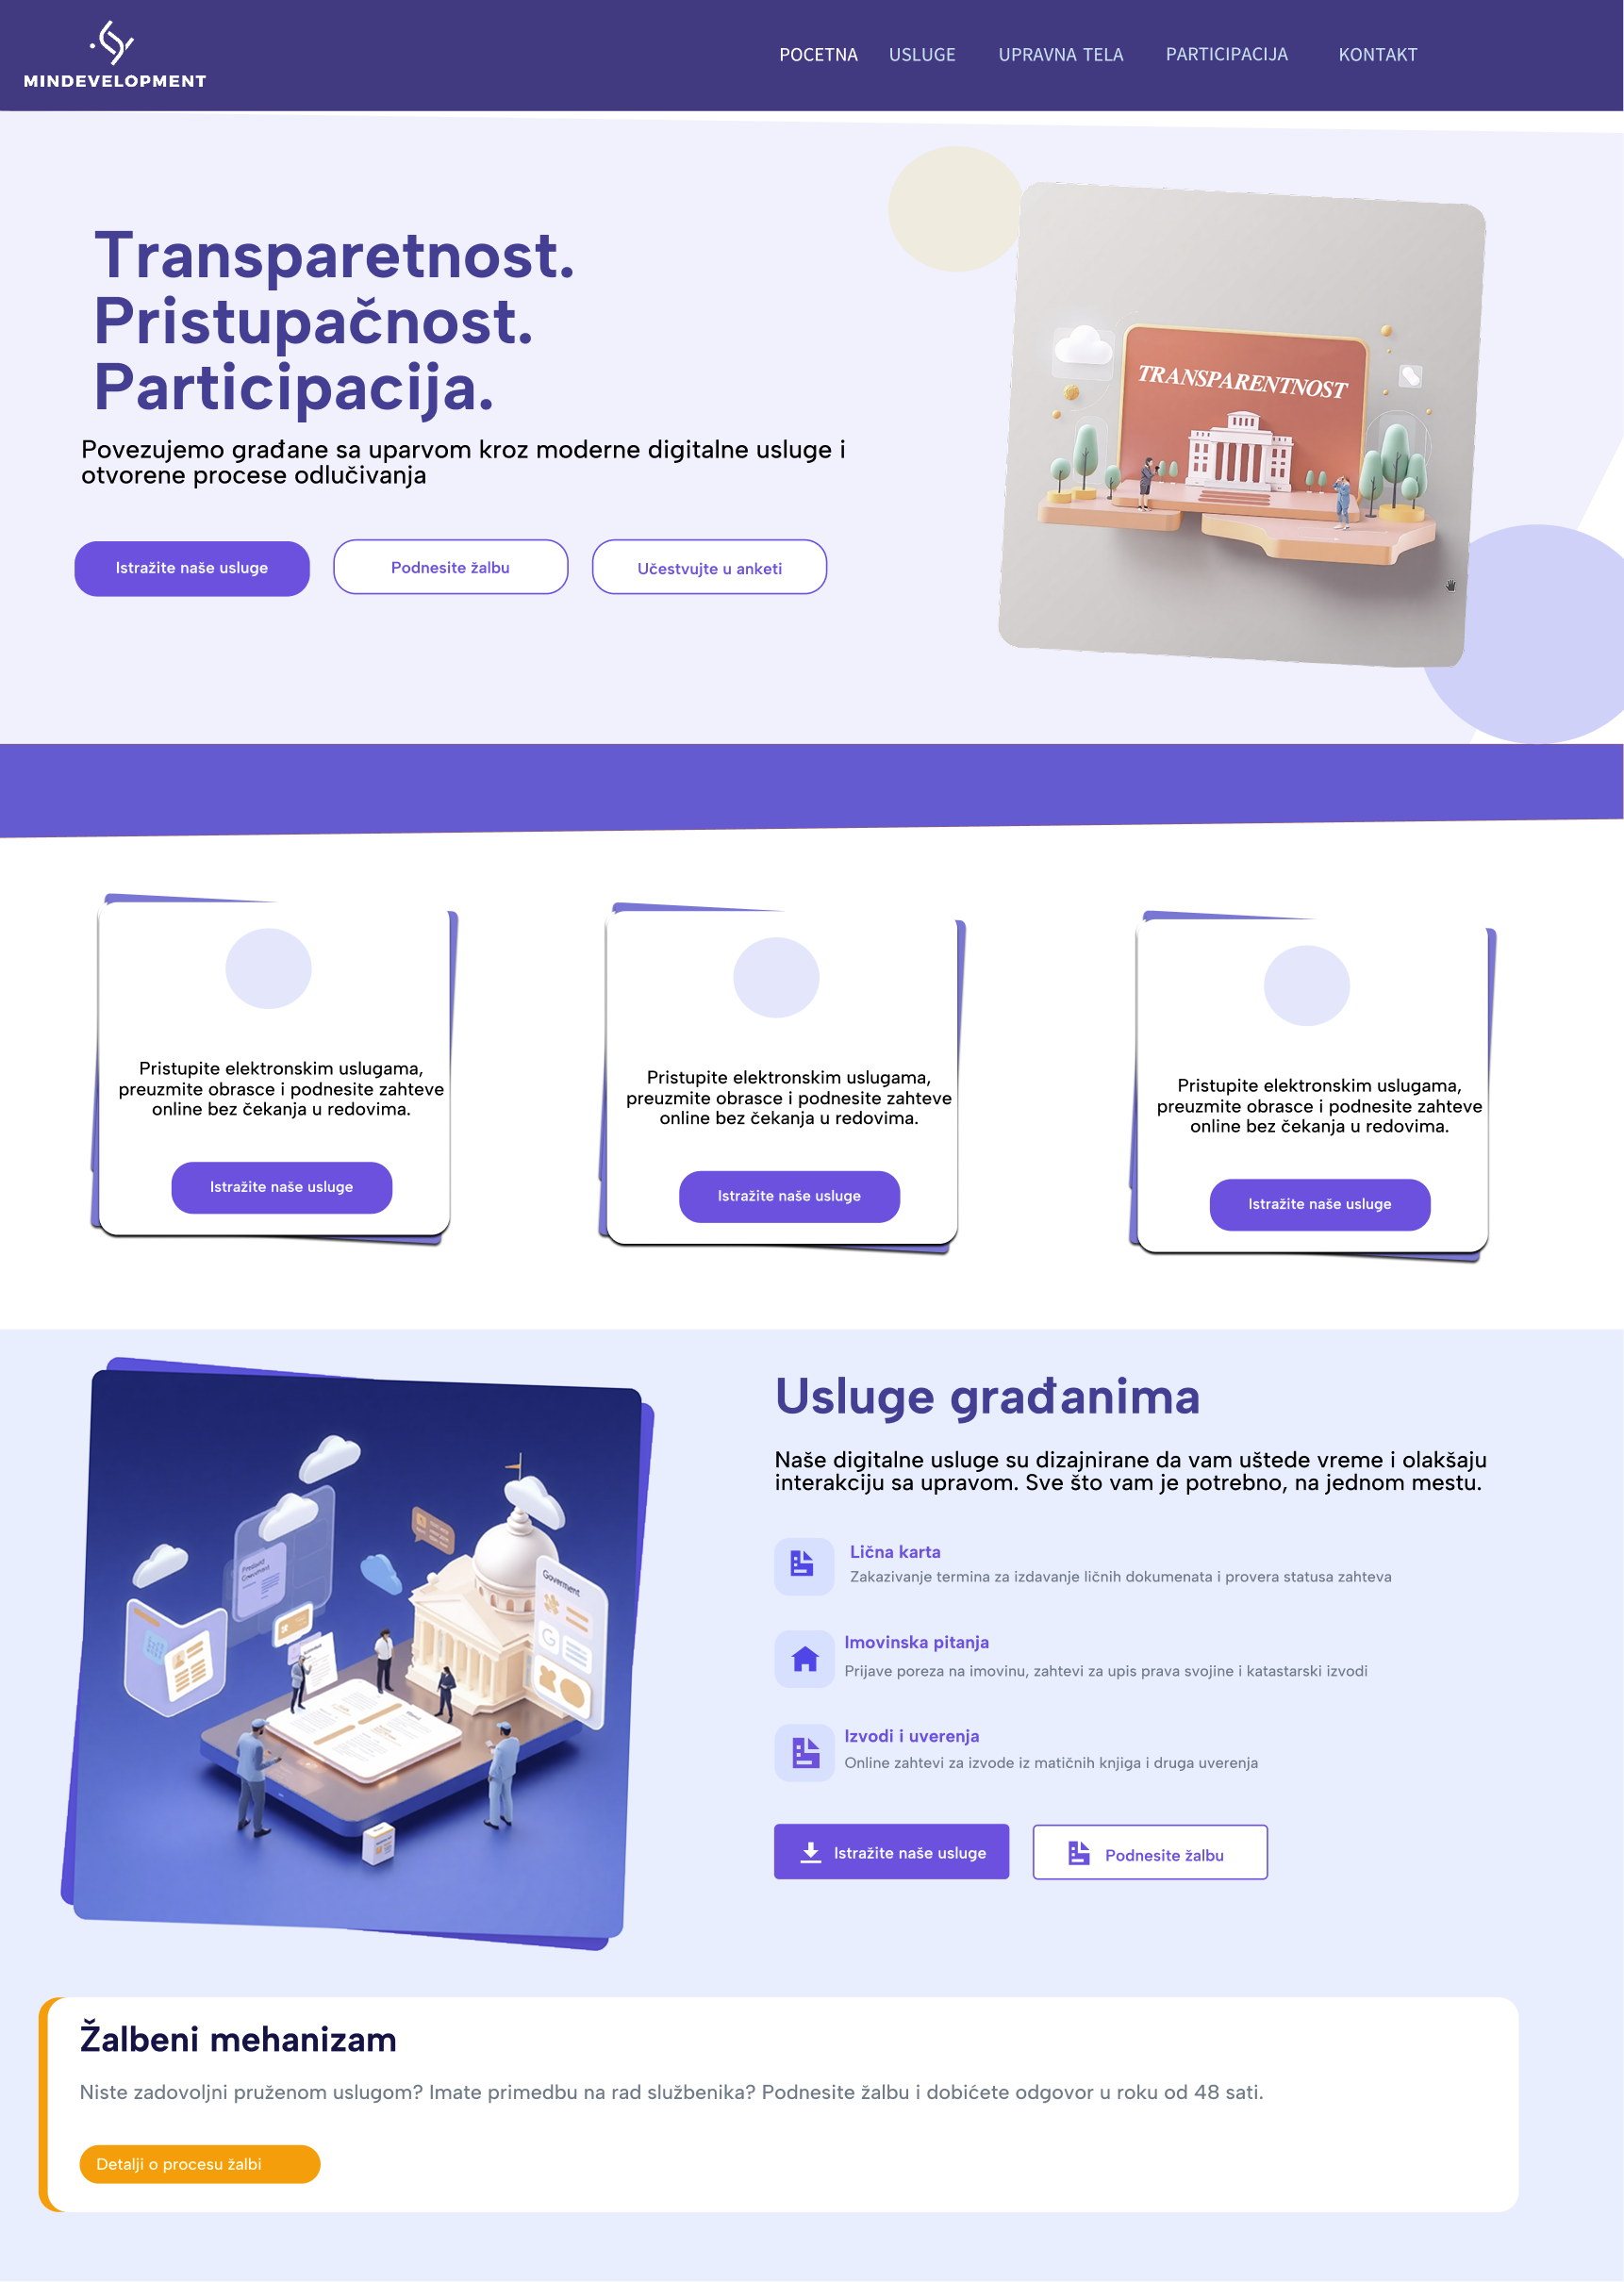 MINDEVELOPMENT
POCETNA USLUGE UPRAVNA TELA PARTICIPACIJA KONTAKT
Transparetnost.
Pristupačnost.
Participacija.
Povezujemo građane sa uparvom kroz moderne digitalne usluge i
otvorene procese odlučivanja
Istražite naše usluge
Podnesite žalbu
Učestvujte u anketi
TRANSPARENTNOST
Pristupite elektronskim uslugama,
preuzmite obrasce i podnesite zahteve
online bez čekanja u redovima.
Istražite naše usluge
Pristupite elektronskim uslugama,
preuzmite obrasce i podnesite zahteve
online bez čekanja u redovima.
Istražite naše usluge
Pristupite elektronskim uslugama,
preuzmite obrasce i podnesite zahteve
online bez čekanja u redovima.
Istražite naše usluge
Goverment
Usluge građanima
Naše digitalne usluge su dizajnirane da vam uštede vreme i olakšaju
interakciju sa upravom. Sve što vam je potrebno, na jednom mestu.
Lična karta
Zakazivanje termina za izdavanje ličnih dokumenata i provera statusa zahteva
Imovinska pitanja
Prijave poreza na imovinu, zahtevi za upis prava svojine i katastarski izvodi
Izvodi i uverenja
Online zahtevi za izvode iz matičnih knjiga i druga uverenja
Istražite naše usluge
Podnesite žalbu
Žalbeni mehanizam
Niste zadovoljni pruženom uslugom? Imate primedbu na rad službenika? Podnesite žalbu i dobićete odgovor u roku od 48 sati.
Detalji o procesu žalbi